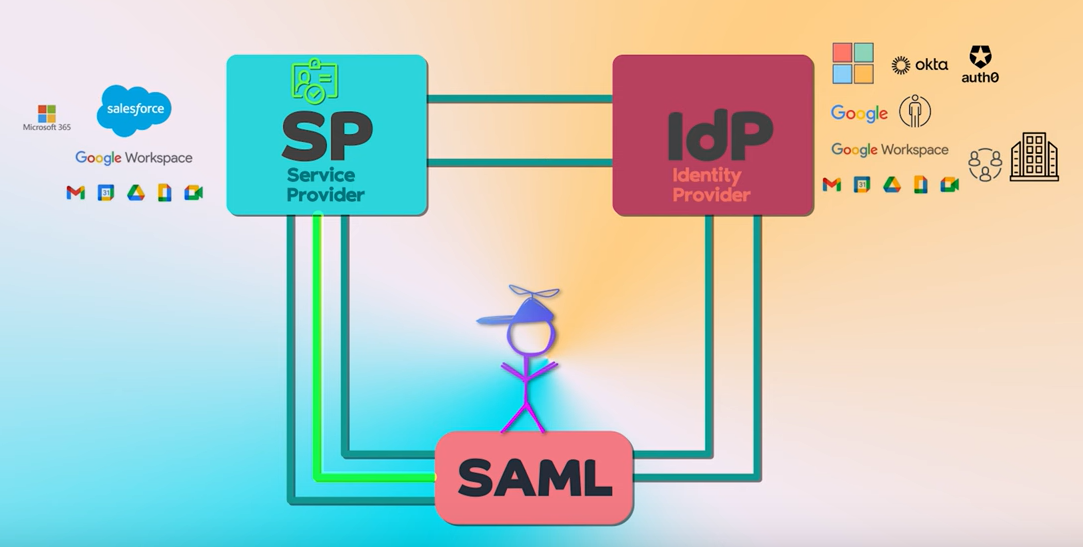 Microsoft 365
salesforce
Google Workspace
31
SP
Service
Provider
IdP
Identity
Provider
okta
auth0
Google
Google Workspace
31
SAML